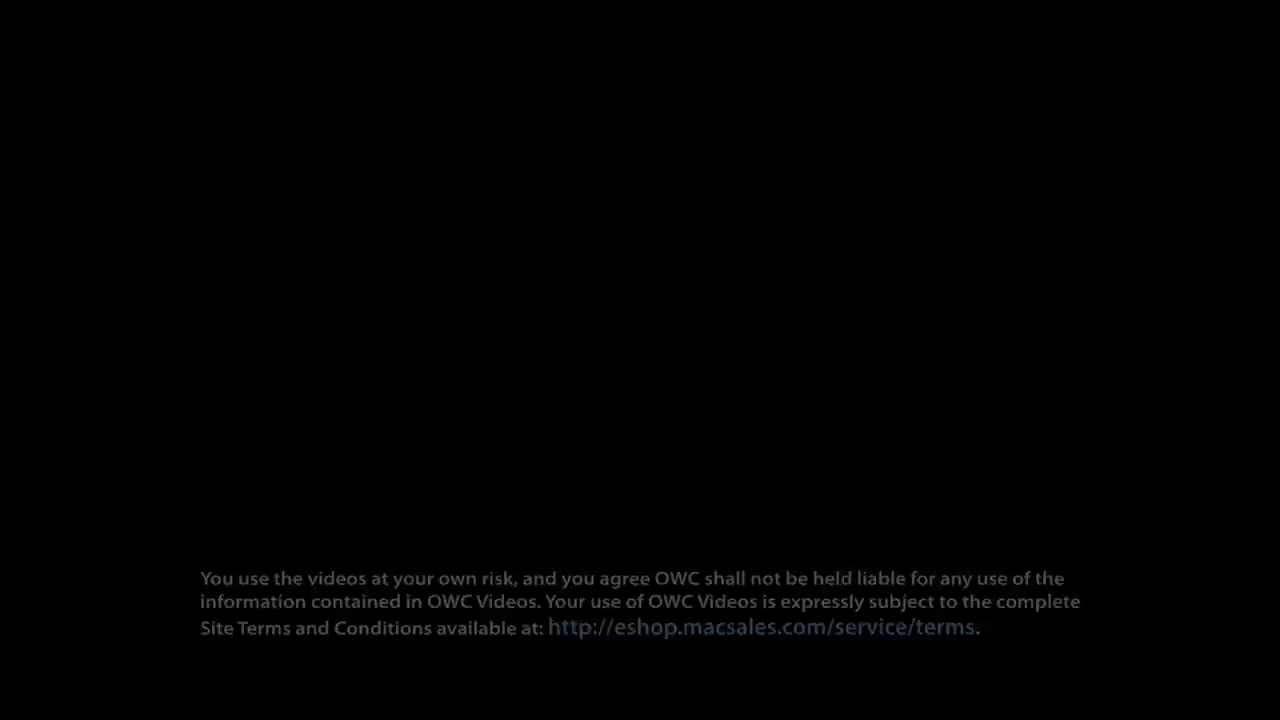 You use the videos at your own risk, and you agree OWC shall not be held liable for any use of the
information contained in OWC Videos. Your use of OWC Videos is expressly subject to the complete
Site Terms and Conditions available at: http://eshop.macsales.com/service/terms.